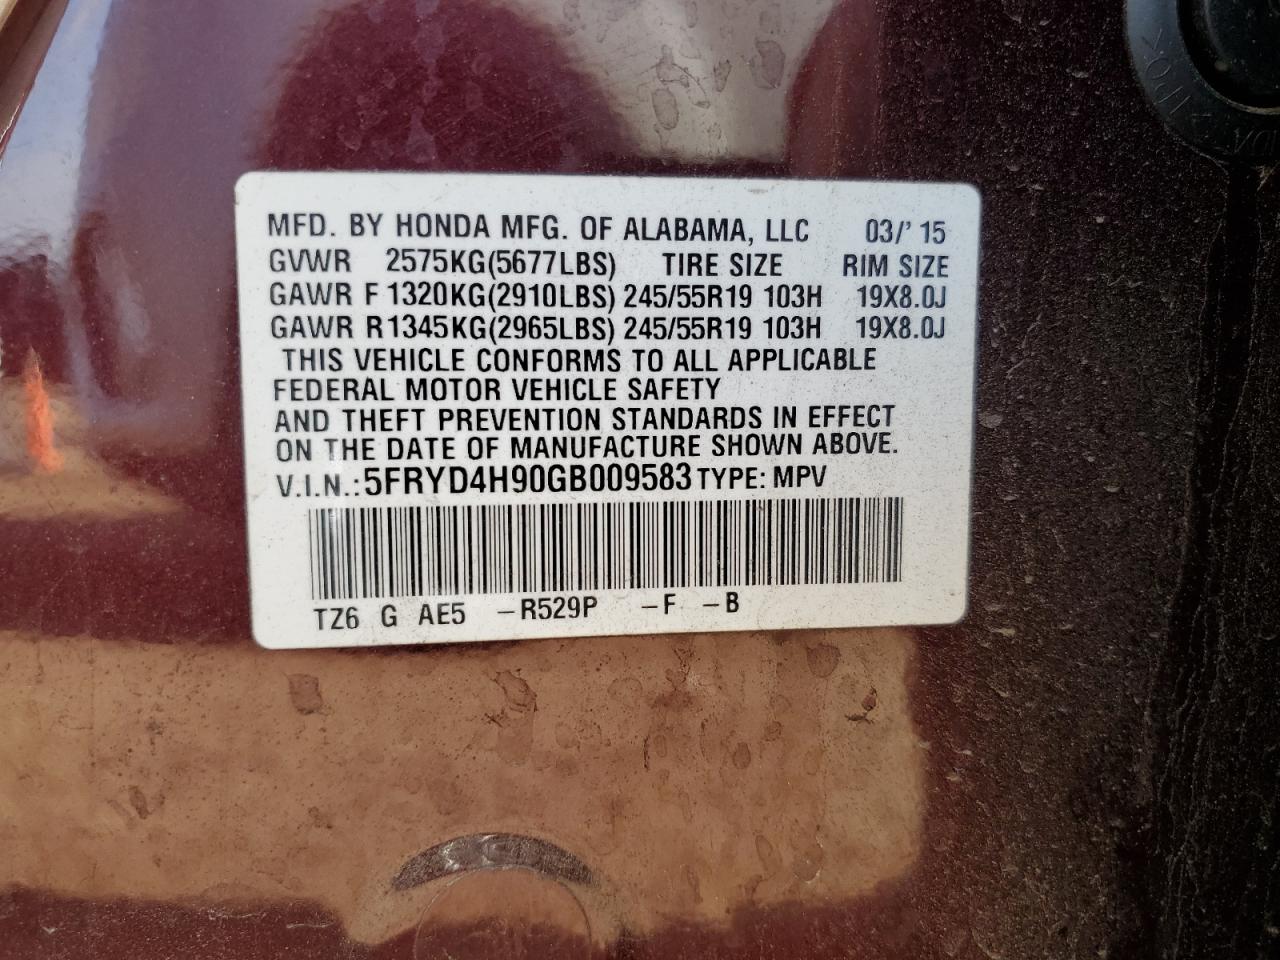 MFD. BY HONDA MFG. OF ALABAMA, LLC 03/' 15
GVWR 2575KG(5677LBS) TIRE SIZE RIM SIZE
GAWR F 1320KG(2910LBS) 245/55R19 103H 19X8.0J
GAWR R 1345KG(2965LBS) 245/55R19 103H 19X8.0J
THIS VEHICLE CONFORMS TO ALL APPLICABLE
FEDERAL MOTOR VEHICLE SAFETY
AND THEFT PREVENTION STANDARDS IN EFFECT
ON THE DATE OF MANUFACTURE SHOWN ABOVE.
V.I.N.: 5FRYD4H90GB009583 TYPE: MPV
TZ6 G AE5 -R529P -F -B